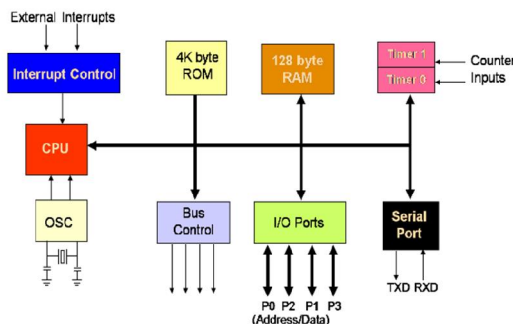 External Interrupts
Interrupt Control
4K byte
ROM
128 byte
RAM
Timer 1
Timer 0
Counter
Inputs
CPU
OSC
Bus
Control
I/O Ports
Serial
Port
P0 P2 P1 P3
(Address/Data)
TXD RXD